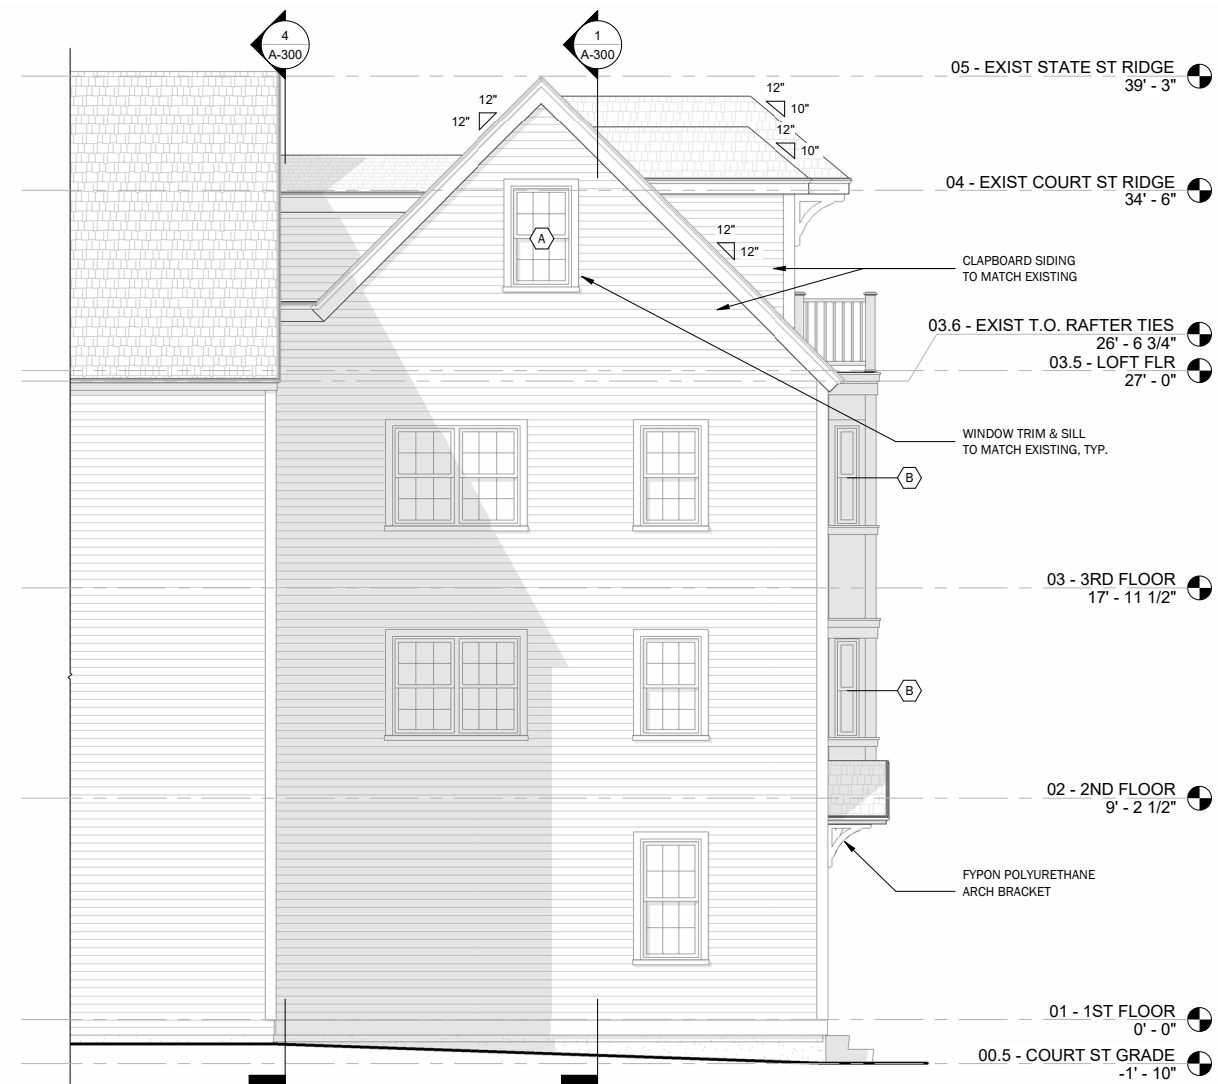 4
A-300
1
A-300
05 - EXIST STATE ST RIDGE
39' - 3"
12"
12"
12"
10"
12"
10"
04 - EXIST COURT ST RIDGE
34' - 6"
A
12"
12"
CLAPBOARD SIDING
TO MATCH EXISTING
03.6 - EXIST T.O. RAFTER TIES
26' - 6 3/4"
03.5 - LOFT FLR
27' - 0"
WINDOW TRIM & SILL
TO MATCH EXISTING, TYP.
B
03 - 3RD FLOOR
17' - 11 1/2"
B
02 - 2ND FLOOR
9' - 2 1/2"
FYPON POLYURETHANE
ARCH BRACKET
01 - 1ST FLOOR
0' - 0"
00.5 - COURT ST GRADE
-1' - 10"